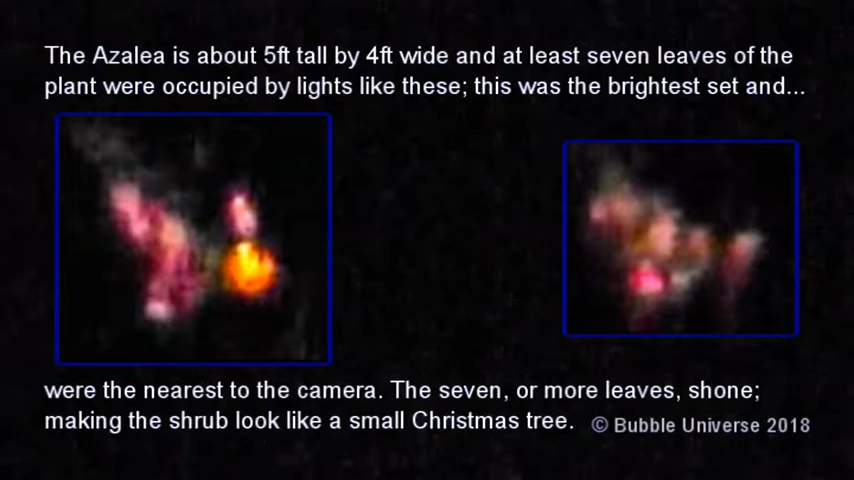 The Azalea is about 5ft tall by 4ft wide and at least seven leaves of the
plant were occupied by lights like these; this was the brightest set and...
were the nearest to the camera. The seven, or more leaves, shone;
making the shrub look like a small Christmas tree. © Bubble Universe 2018